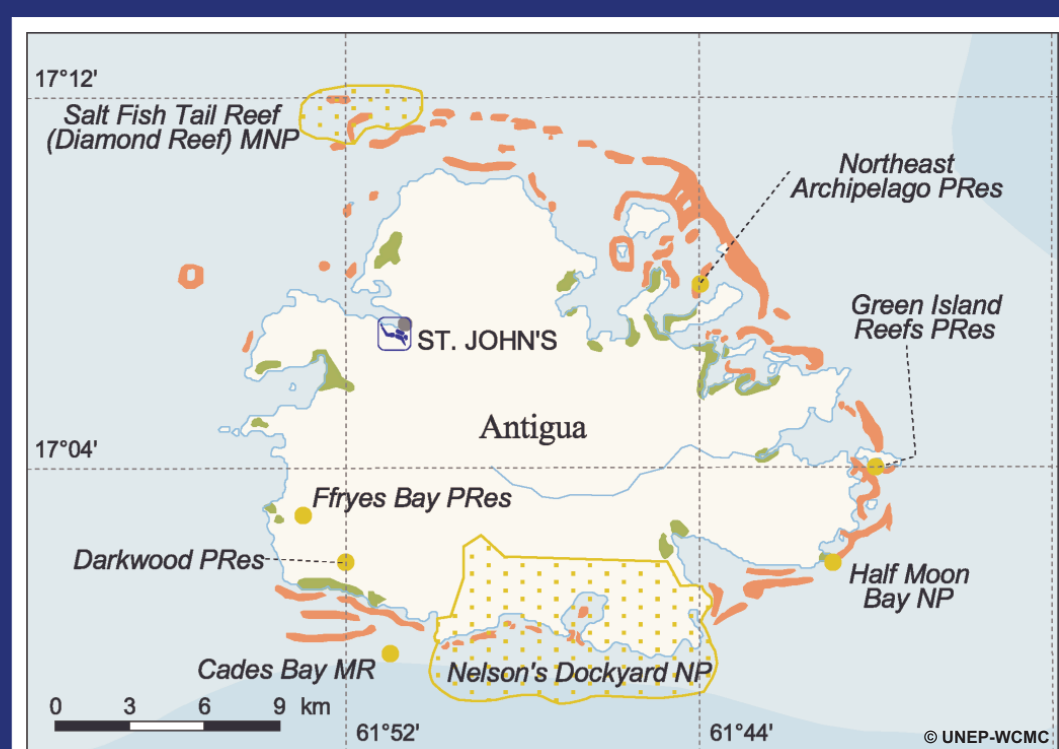 17°12'
Salt Fish Tail Reef
(Diamond Reef) MNP
Northeast
Archipelago PRes
Green Island
Reefs PRes
ST. JOHN'S
Antigua
17°04'
Ffryes Bay PRes
Darkwood PRes
Half Moon
Bay NP
Cades Bay MR
Nelson's Dockyard NP
0 3 6 9 km
61°52'
61°44'
© UNEP-WCMC